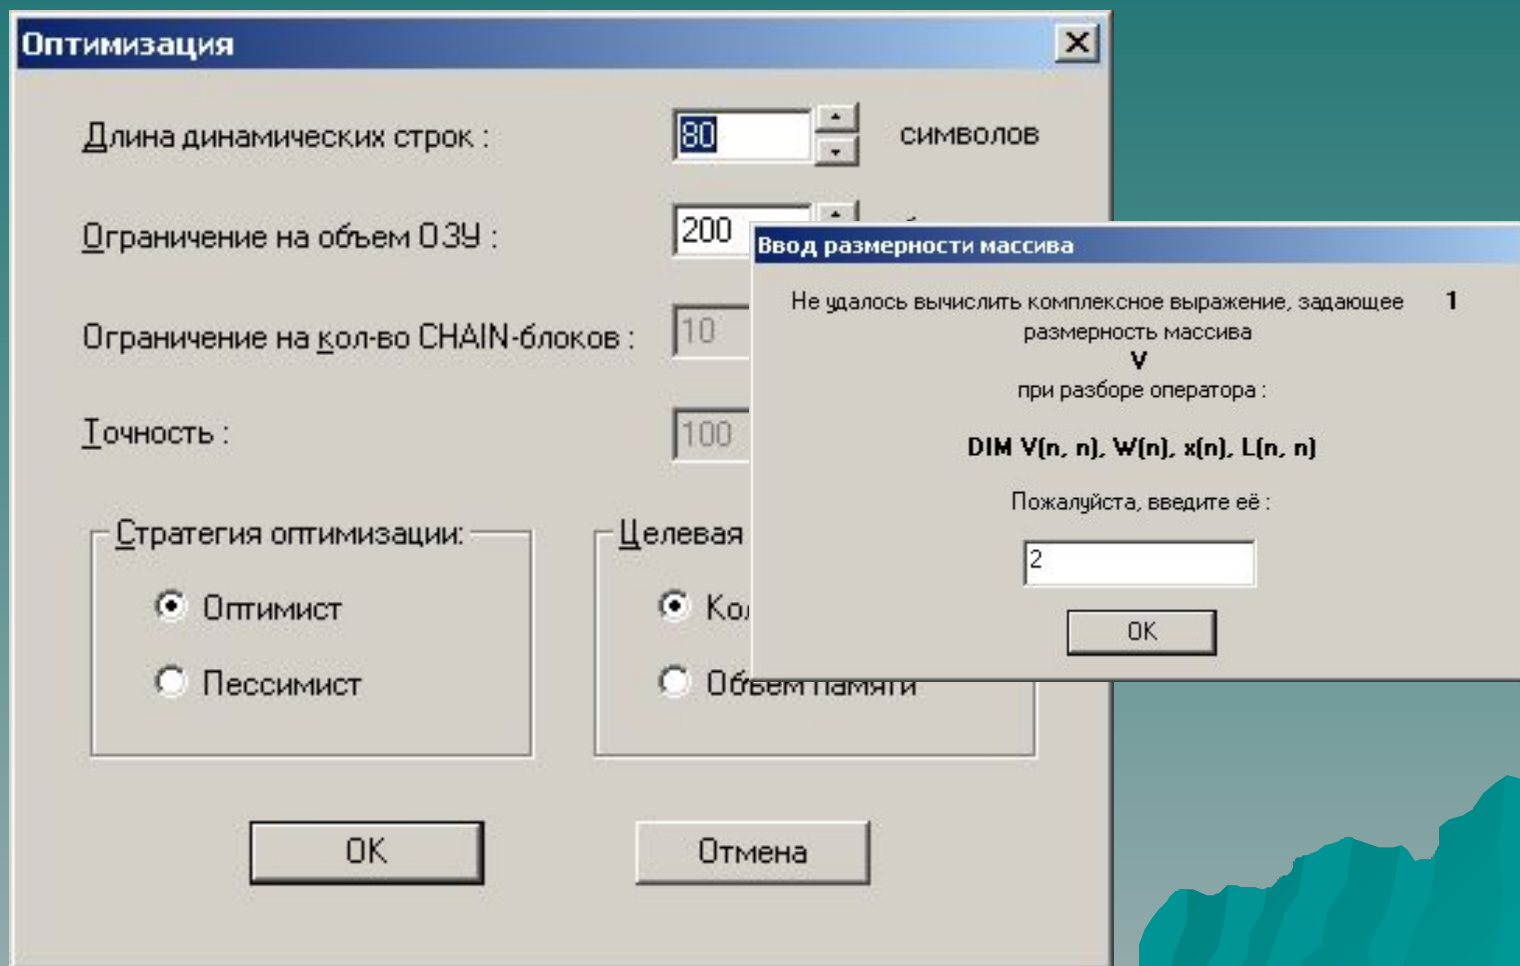 Оптимизация
Длина динамических строк : 80 символов
Ограничение на объем ОЗУ : 200
Ограничение на кол-во CHAIN-блоков : 10
Точность : 100
Стратегия оптимизации:
Оптимист
Пессимист
Целевая
Объем памяти
OK
Отмена
Ввод размерности массива
Не удалось вычислить комплексное выражение, задающее 1
размерность массива
V
при разборе оператора :
DIM V(n, n), W(n), x(n), L(n, n)
Пожалуйста, введите её :
2
OK